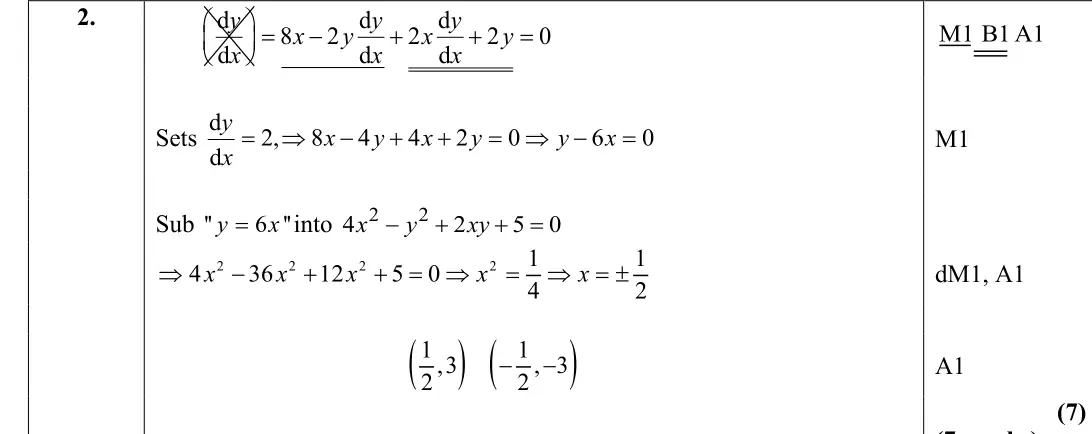 2. (dy/dx) = 8x − 2y dy/dx + 2x dy/dx + 2y = 0 M1 B1 A1
Sets dy/dx = 2, ⇒ 8x − 4y + 4x + 2y = 0 ⇒ y − 6x = 0 M1
Sub "y = 6x" into 4x² − y² + 2xy + 5 = 0
⇒ 4x² − 36x² + 12x² + 5 = 0 ⇒ x² = 1/4 ⇒ x = ± 1/2 dM1, A1
(1/2, 3) (−1/2, −3) A1
(7)